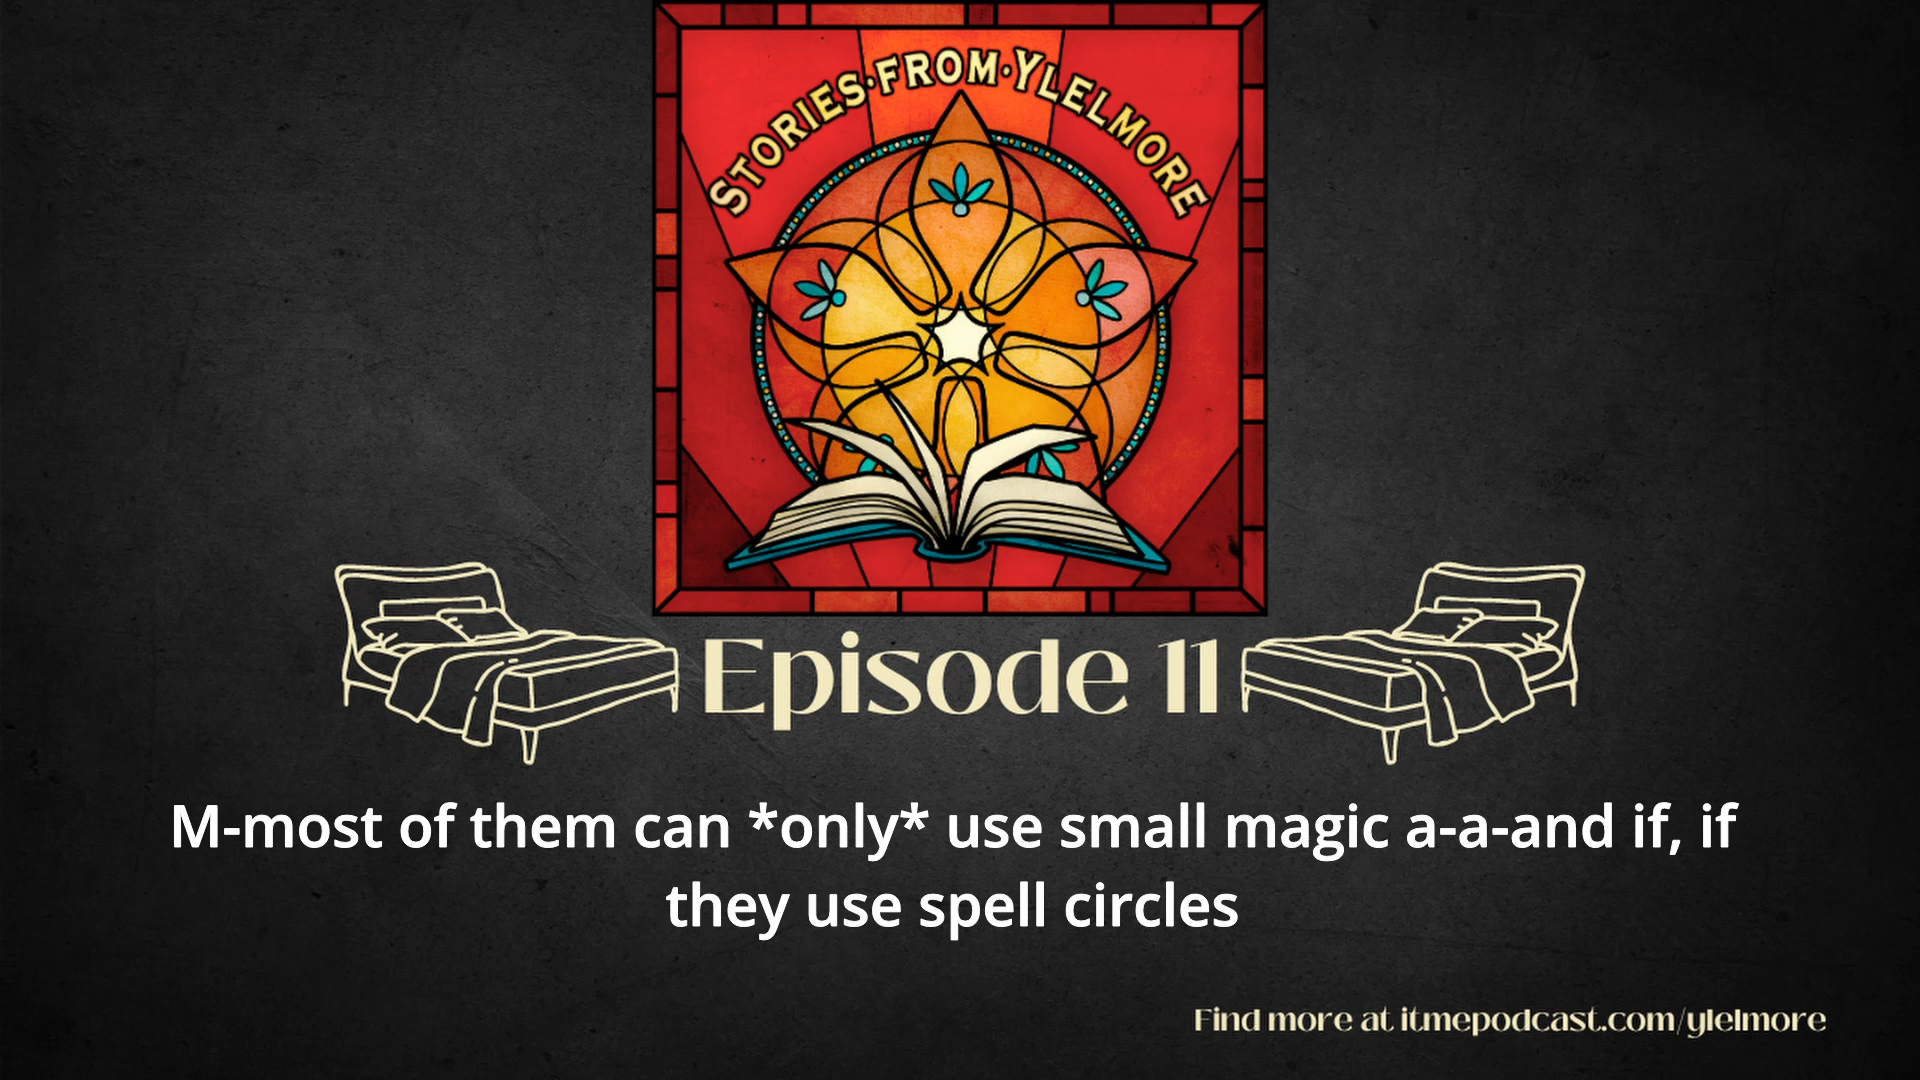 STORIES·FROM·YLELMORE
Episode 11
M-most of them can *only* use small magic a-a-and if, if
they use spell circles
Find more at itmepodcast.com/ylelmore